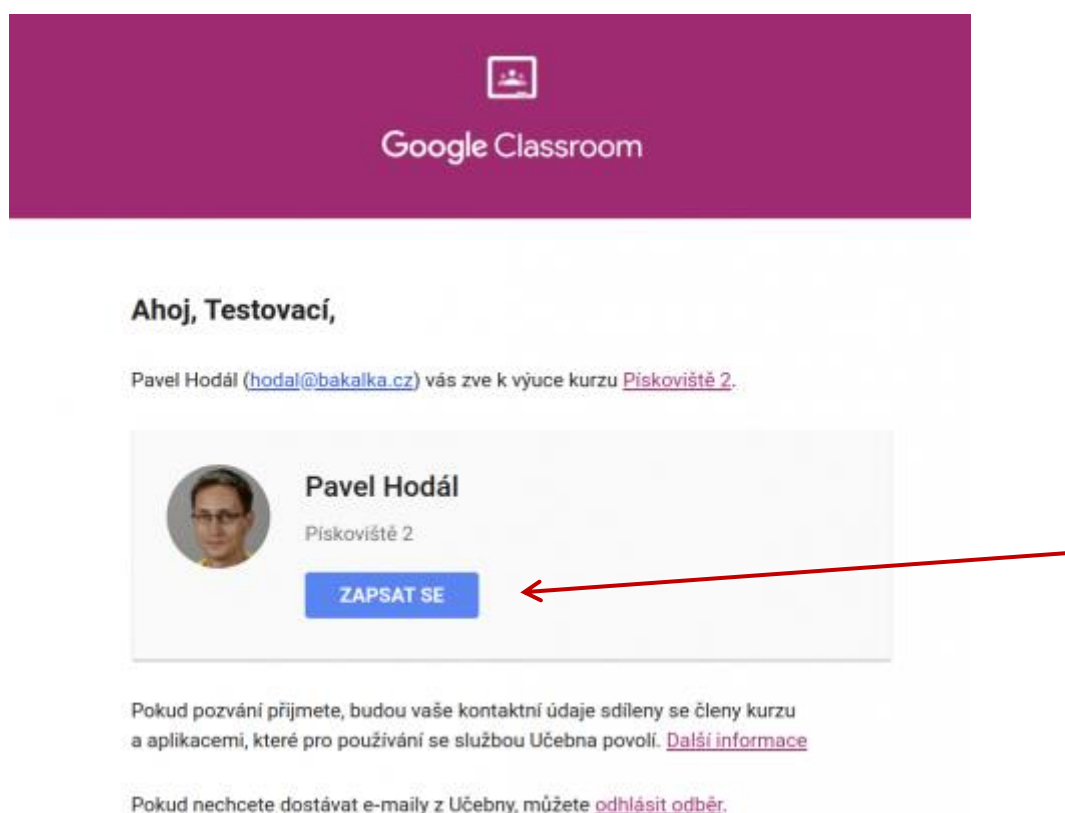 Google Classroom
Ahoj, Testovací,
Pavel Hodál (hodal@bakalka.cz) vás zve k výuce kurzu Pískoviště 2.
Pavel Hodál
Pískoviště 2
ZAPSAT SE
Pokud pozvání přijmete, budou vaše kontaktní údaje sdíleny se členy kurzu
a aplikacemi, které pro používání se službou Učebna povolí. Další informace
Pokud nechcete dostávat e-maily z Učebny, můžete odhlásit odběr.